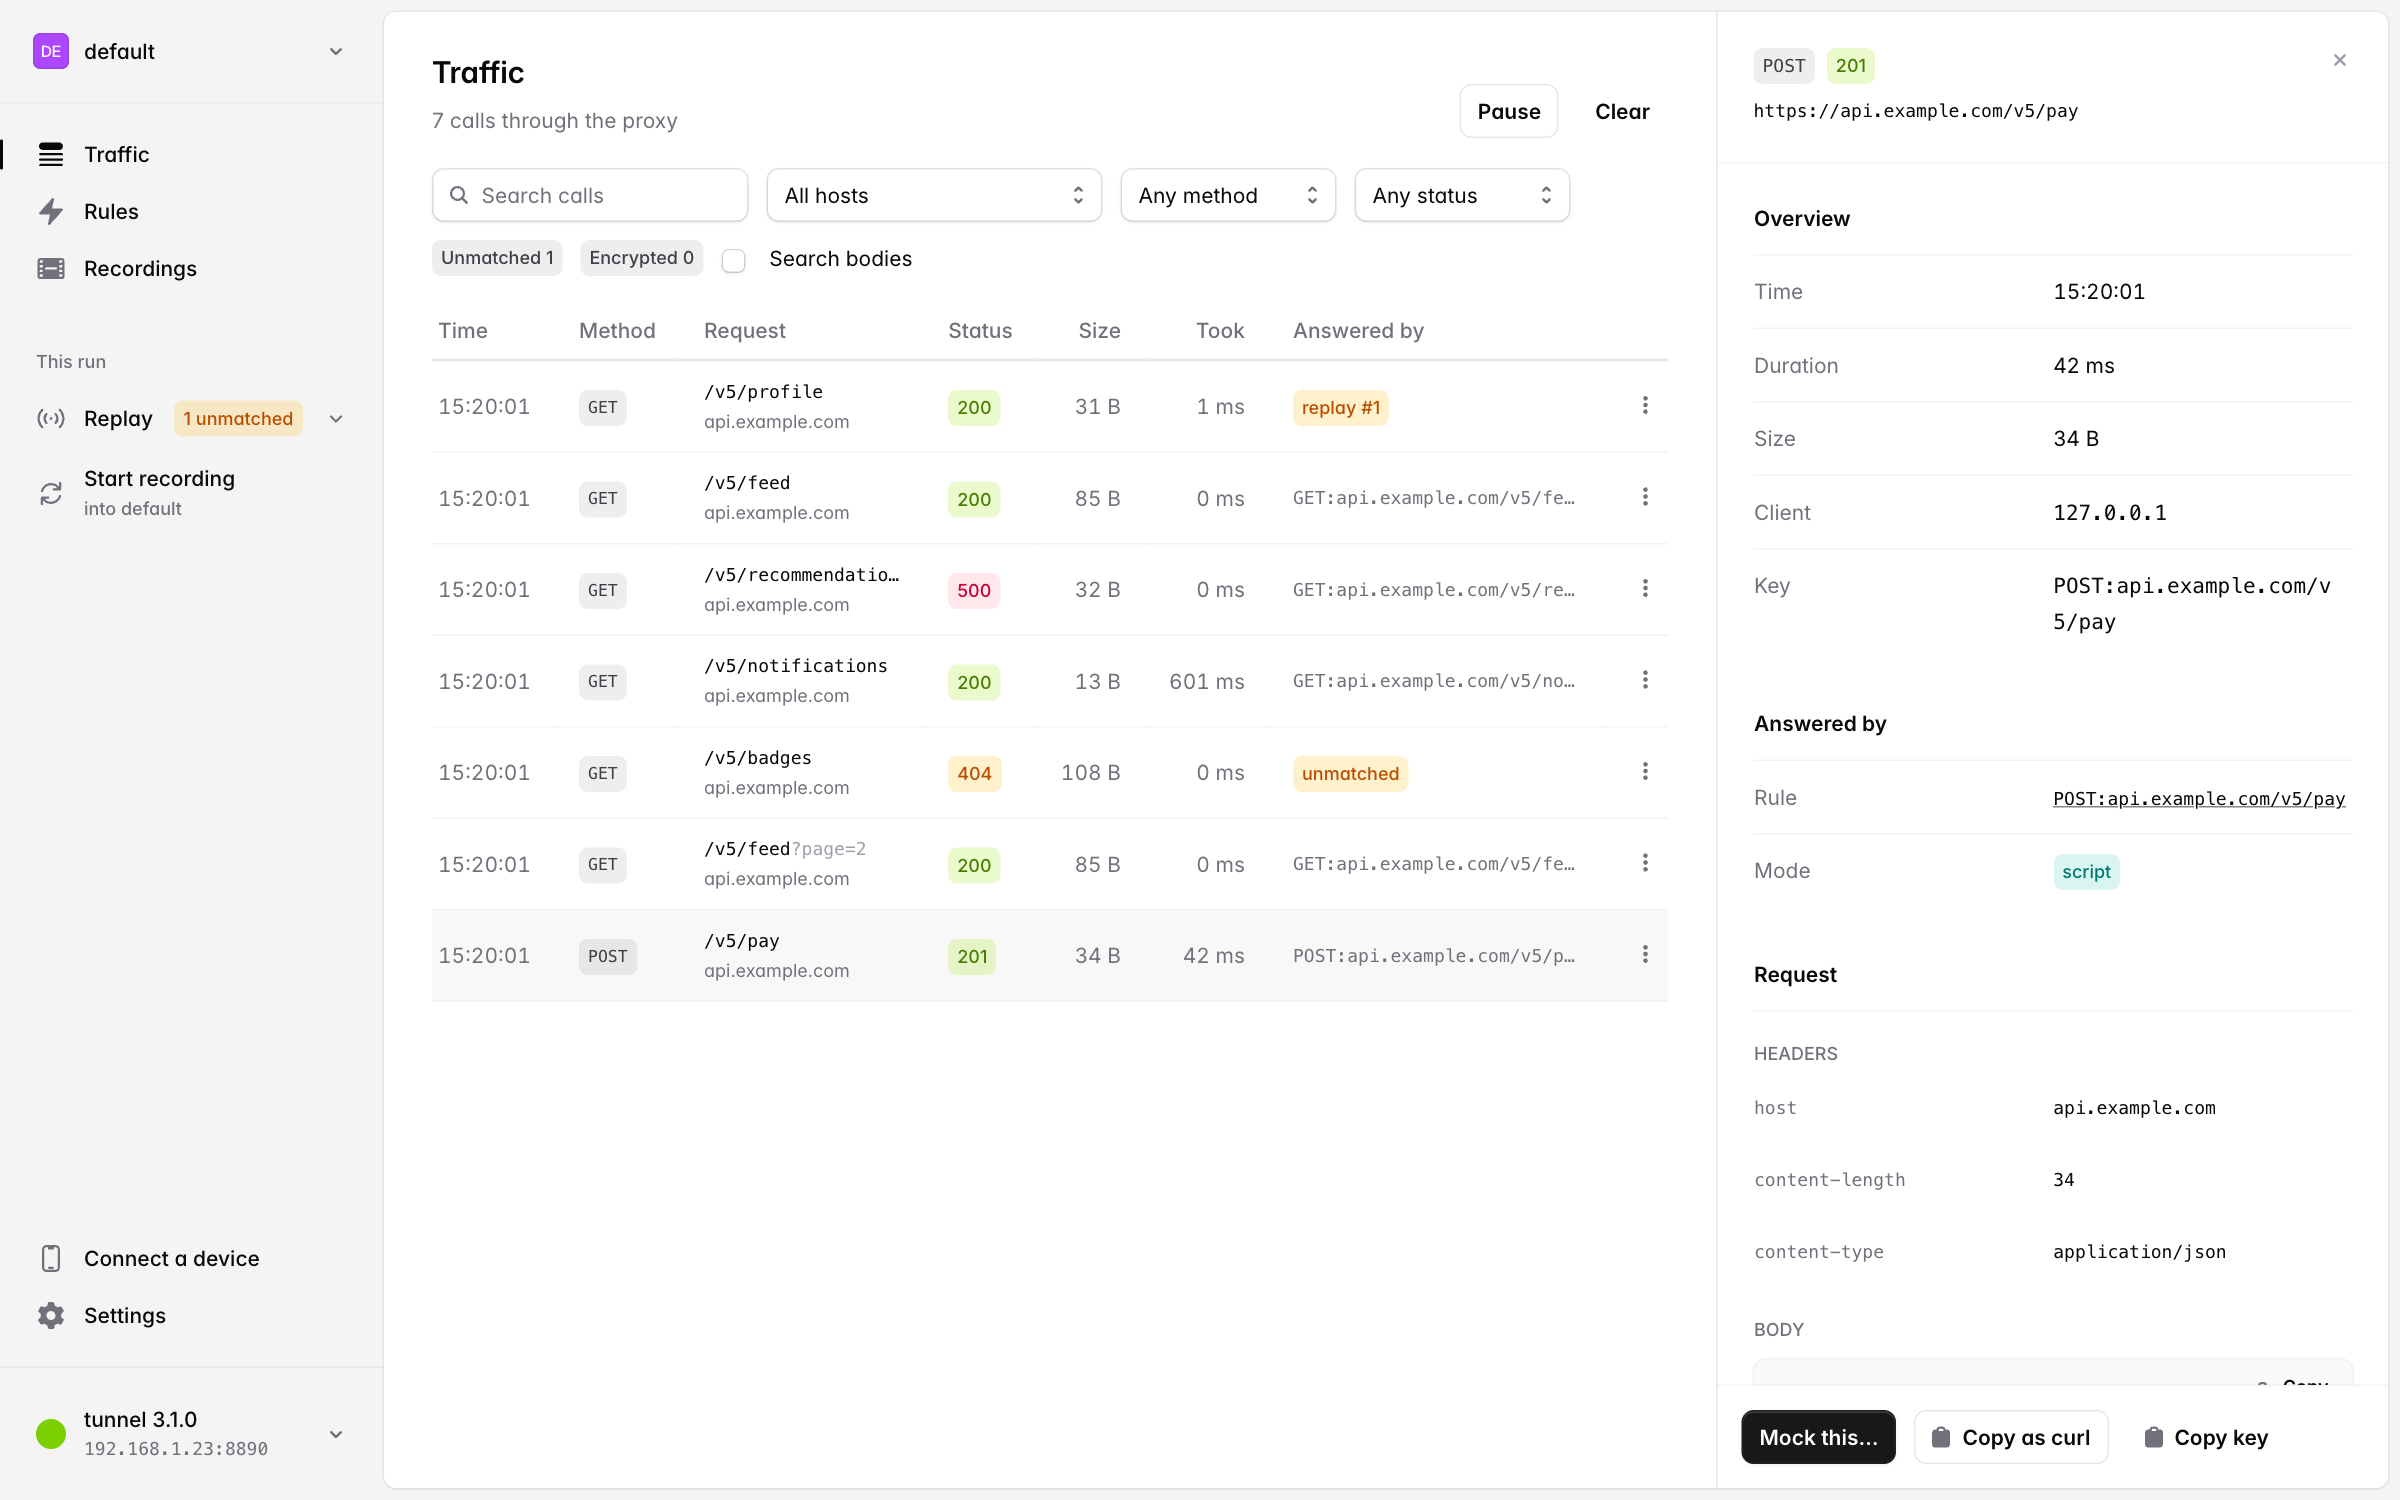 DE default
Traffic
Rules
Recordings
This run
Replay 1 unmatched
Start recording
into default
Connect a device
Settings
tunnel 3.1.0
192.168.1.23:8890
Traffic
7 calls through the proxy
Pause Clear
Search calls All hosts Any method Any status
Unmatched 1 Encrypted 0 Search bodies
Time Method Request Status Size Took Answered by
15:20:01 GET /v5/profile 200 31 B 1 ms replay #1
api.example.com
15:20:01 GET /v5/feed 200 85 B 0 ms GET:api.example.com/v5/fe…
api.example.com
15:20:01 GET /v5/recommendatio… 500 32 B 0 ms GET:api.example.com/v5/re…
api.example.com
15:20:01 GET /v5/notifications 200 13 B 601 ms GET:api.example.com/v5/no…
api.example.com
15:20:01 GET /v5/badges 404 108 B 0 ms unmatched
api.example.com
15:20:01 GET /v5/feed?page=2 200 85 B 0 ms GET:api.example.com/v5/fe…
api.example.com
15:20:01 POST /v5/pay 201 34 B 42 ms POST:api.example.com/v5/p…
api.example.com
POST 201
https://api.example.com/v5/pay
Overview
Time 15:20:01
Duration 42 ms
Size 34 B
Client 127.0.0.1
Key POST:api.example.com/v
5/pay
Answered by
Rule POST:api.example.com/v5/pay
Mode script
Request
HEADERS
host api.example.com
content-length 34
content-type application/json
BODY
Copy
Mock this… Copy as curl Copy key